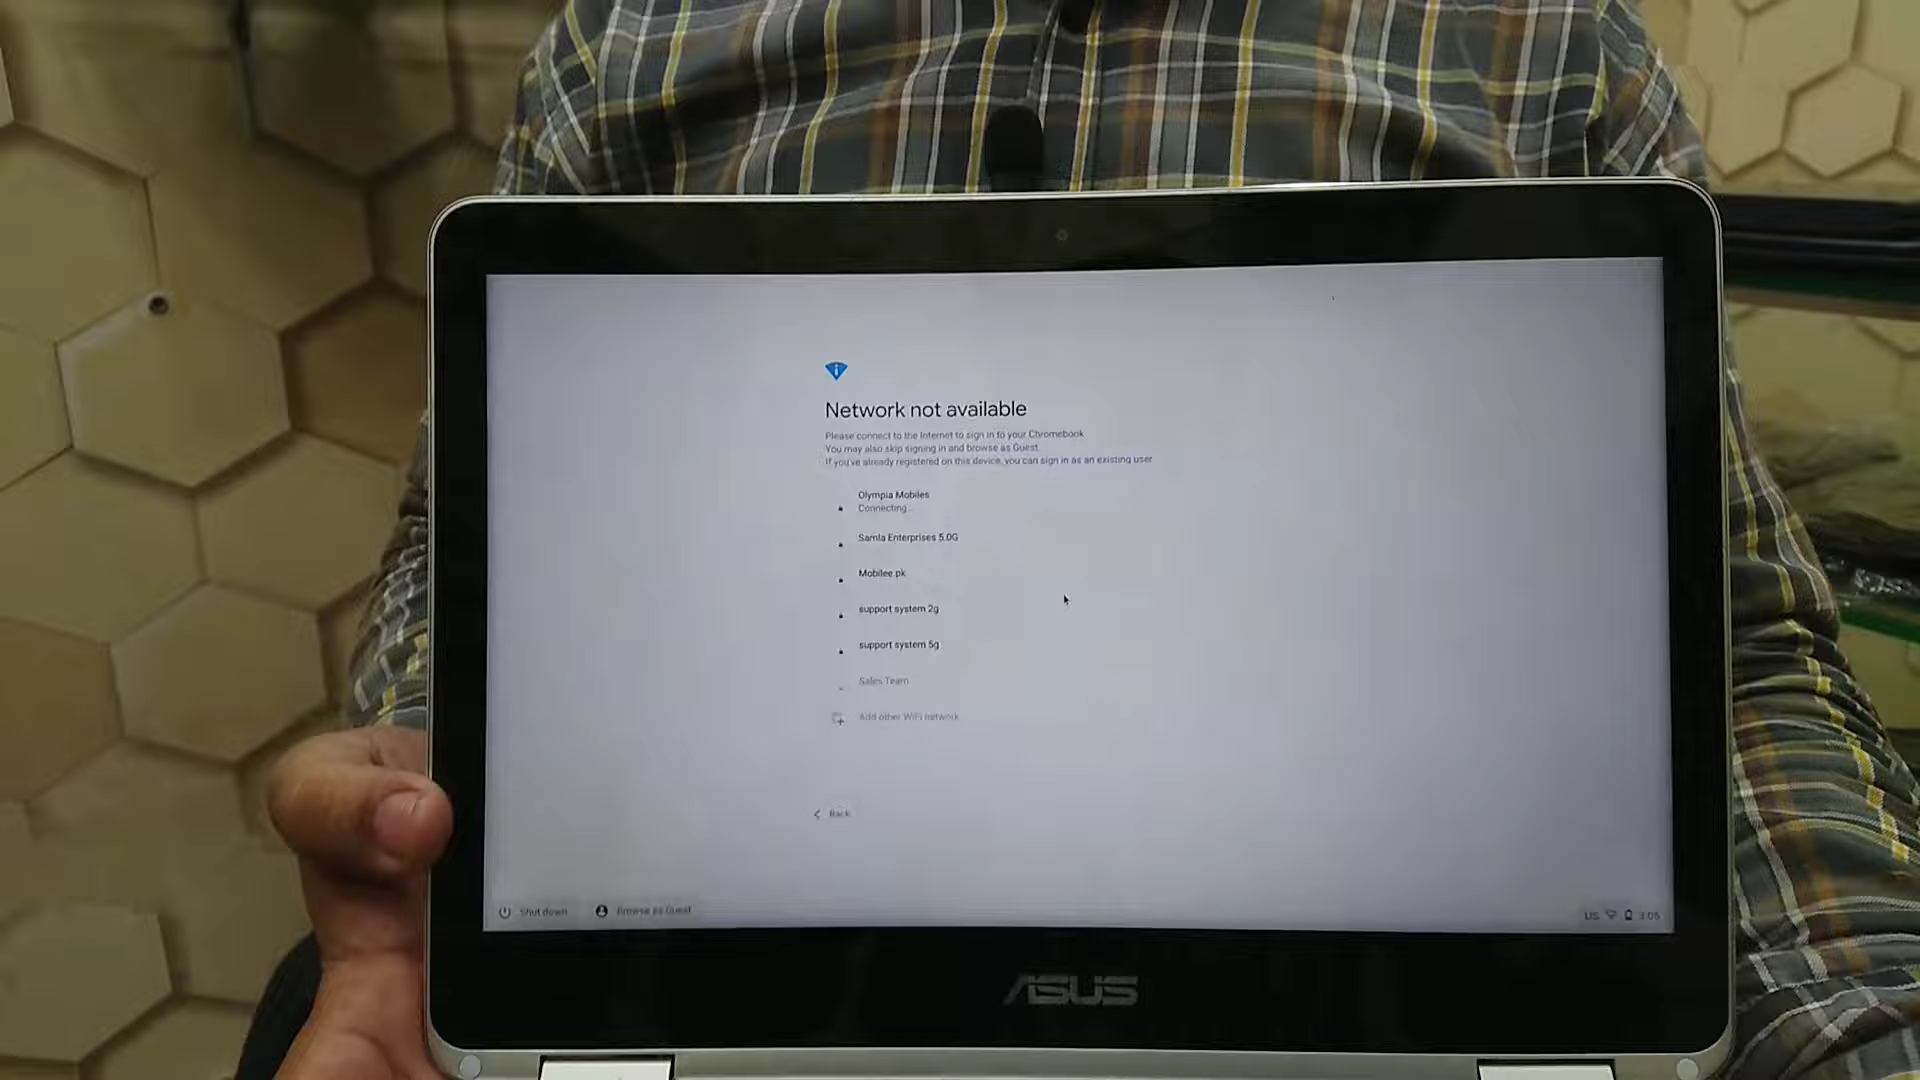 Network not available
Please connect to the Internet to sign in to your Chromebook.
You may also skip signing in and browse as Guest.
If you've already registered on this device, you can sign in as an existing user.
Olympia Mobiles
Connecting...
Samla Enterprises 5.0G
Mobilee pk
support system 2g
support system 5g
Sales Team
Add other WiFi network
Back
Shut down
Browse as Guest
US
3:05
ASUS